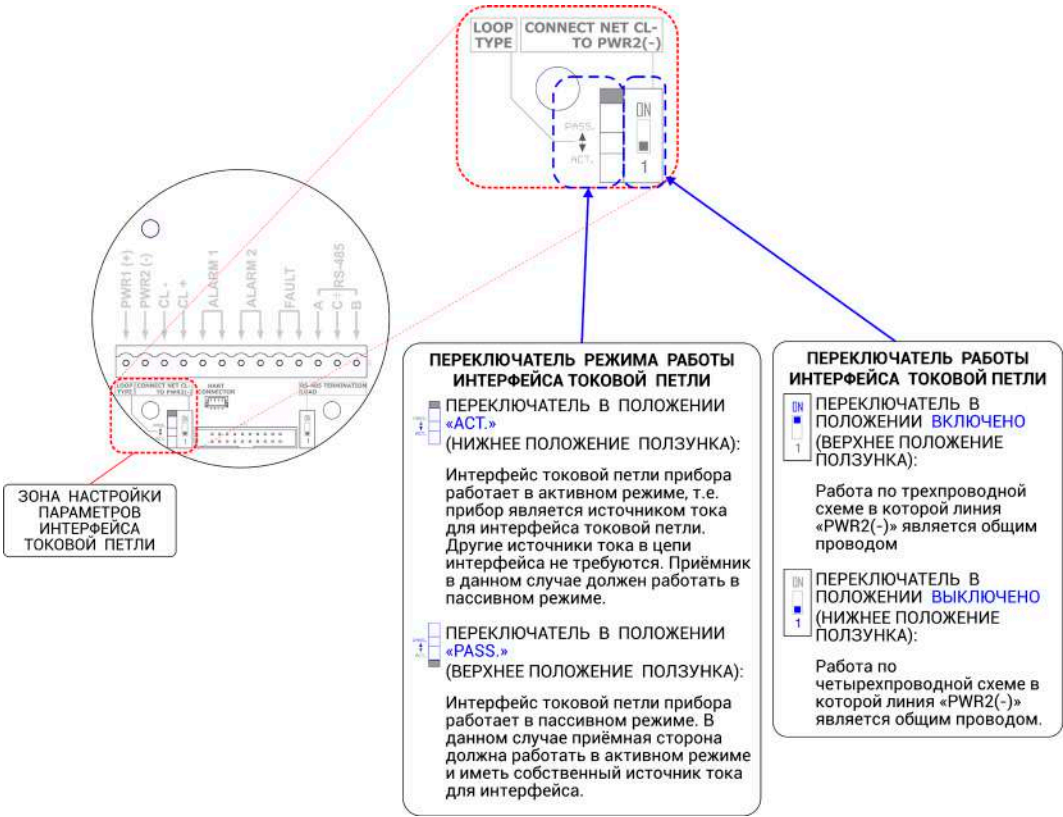 LOOP TYPE
CONNECT NET CL-
TO PWR2(-)
PASS.
ACT.
ON
1
PWR1 (+)
PWR2 (-)
CL -
CL +
ALARM 1
ALARM 2
FAULT
A
C÷RS-485
B
LOOP TYPE
CONNECT NET CL-
TO PWR2(-)
HART
CONNECTOR
RS-485 TERMINATION
LOAD
1
1
ЗОНА НАСТРОЙКИ
ПАРАМЕТРОВ
ИНТЕРФЕЙСА
ТОКОВОЙ ПЕТЛИ
ПЕРЕКЛЮЧАТЕЛЬ РЕЖИМА РАБОТЫ
ИНТЕРФЕЙСА ТОКОВОЙ ПЕТЛИ
ПЕРЕКЛЮЧАТЕЛЬ В ПОЛОЖЕНИИ
«ACT.»
(НИЖНЕЕ ПОЛОЖЕНИЕ ПОЛЗУНКА):
Интерфейс токовой петли прибора
работает в активном режиме, т.е.
прибор является источником тока
для интерфейса токовой петли.
Другие источники тока в цепи
интерфейса не требуются. Приёмник
в данном случае должен работать в
пассивном режиме.
ПЕРЕКЛЮЧАТЕЛЬ В ПОЛОЖЕНИИ
«PASS.»
(ВЕРХНЕЕ ПОЛОЖЕНИЕ ПОЛЗУНКА):
Интерфейс токовой петли прибора
работает в пассивном режиме. В
данном случае приёмная сторона
должна работать в активном режиме
и иметь собственный источник тока
для интерфейса.
ПЕРЕКЛЮЧАТЕЛЬ РАБОТЫ
ИНТЕРФЕЙСА ТОКОВОЙ ПЕТЛИ
ON
1
ПЕРЕКЛЮЧАТЕЛЬ В
ПОЛОЖЕНИИ ВКЛЮЧЕНО
(ВЕРХНЕЕ ПОЛОЖЕНИЕ
ПОЛЗУНКА):
Работа по трехпроводной
схеме в которой линия
«PWR2(-)» является общим
проводом
ON
1
ПЕРЕКЛЮЧАТЕЛЬ В
ПОЛОЖЕНИИ ВЫКЛЮЧЕНО
(НИЖНЕЕ ПОЛОЖЕНИЕ
ПОЛЗУНКА):
Работа по
четырехпроводной схеме в
которой линия «PWR2(-)»
является общим проводом.